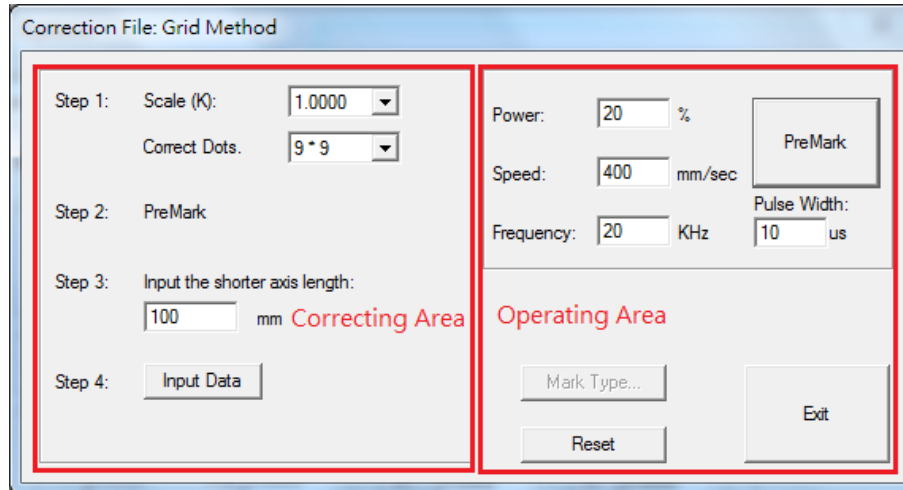 Correction File: Grid Method
Step 1: Scale (K): 1.0000
Correct Dots. 9 * 9
Step 2: PreMark
Step 3: Input the shorter axis length:
100 mm Correcting Area
Step 4: Input Data
Power: 20 %
PreMark
Speed: 400 mm/sec
Pulse Width:
Frequency: 20 KHz 10 us
Operating Area
Mark Type...
Exit
Reset